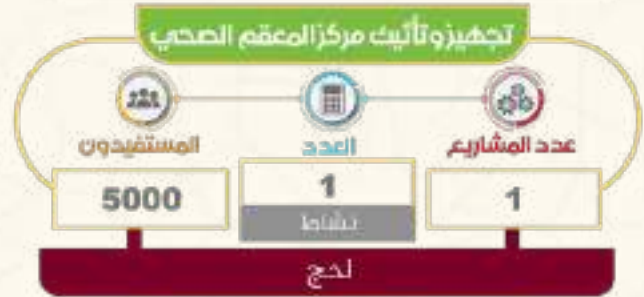 تجهيز وتأثيث مركز المعقم الصحي
عدد المشاريع
العدد
المستفيدون
1
1
5000
نشاط
لحج